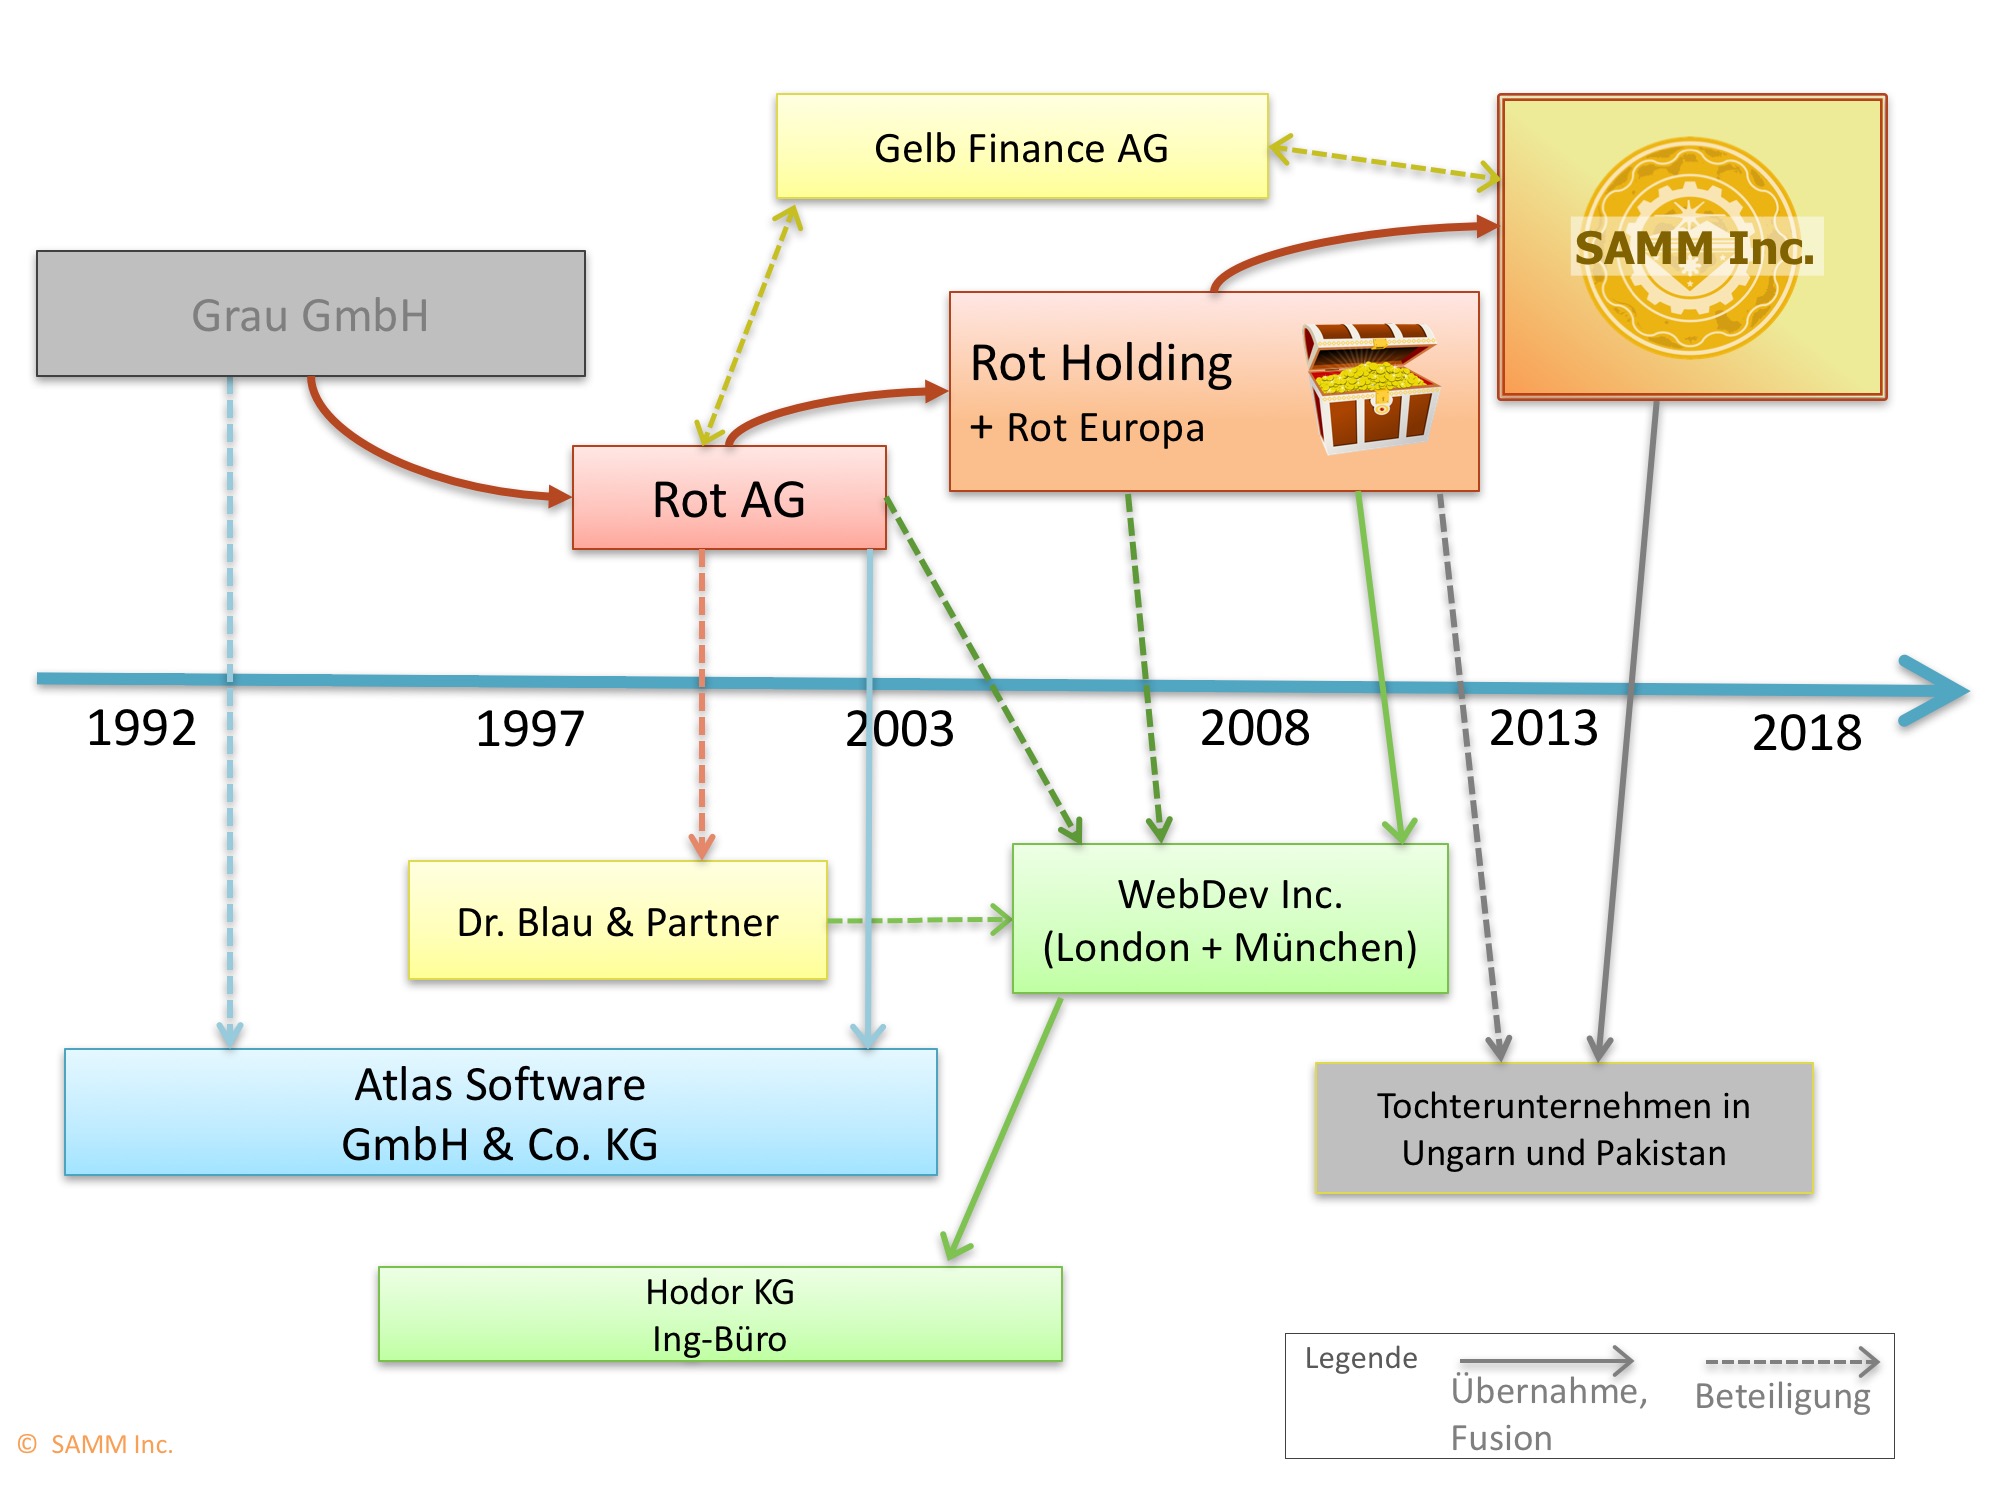 Gelb Finance AG
SAMM Inc.
Grau GmbH
Rot Holding
+ Rot Europa
Rot AG
1992
1997
2003
2008
2013
2018
Dr. Blau & Partner
WebDev Inc.
(London + München)
Atlas Software
GmbH & Co. KG
Tochterunternehmen in
Ungarn und Pakistan
Hodor KG
Ing-Büro
Legende
Übernahme,
Fusion
Beteiligung
© SAMM Inc.